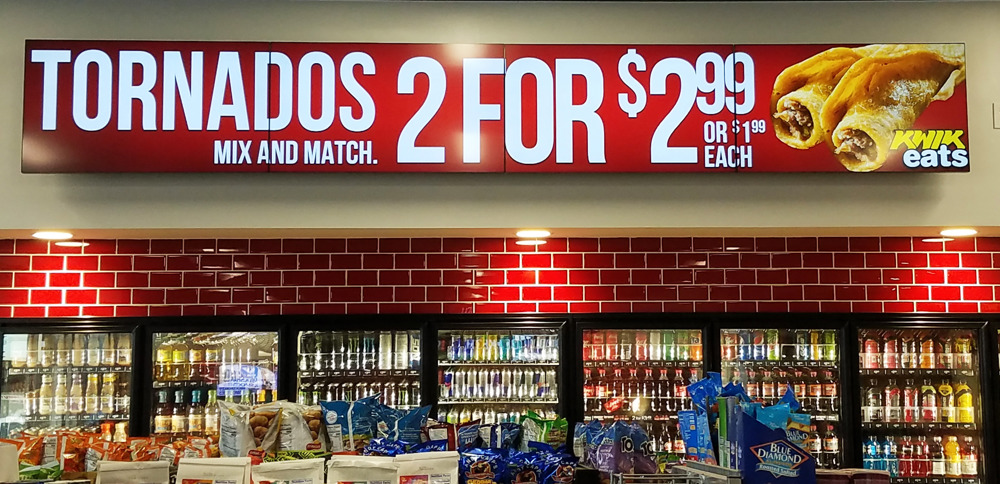 TORNADOS
MIX AND MATCH.
2 FOR $2.99
OR $1.99
EACH
KWIK
eats
BLUE
DIAMOND